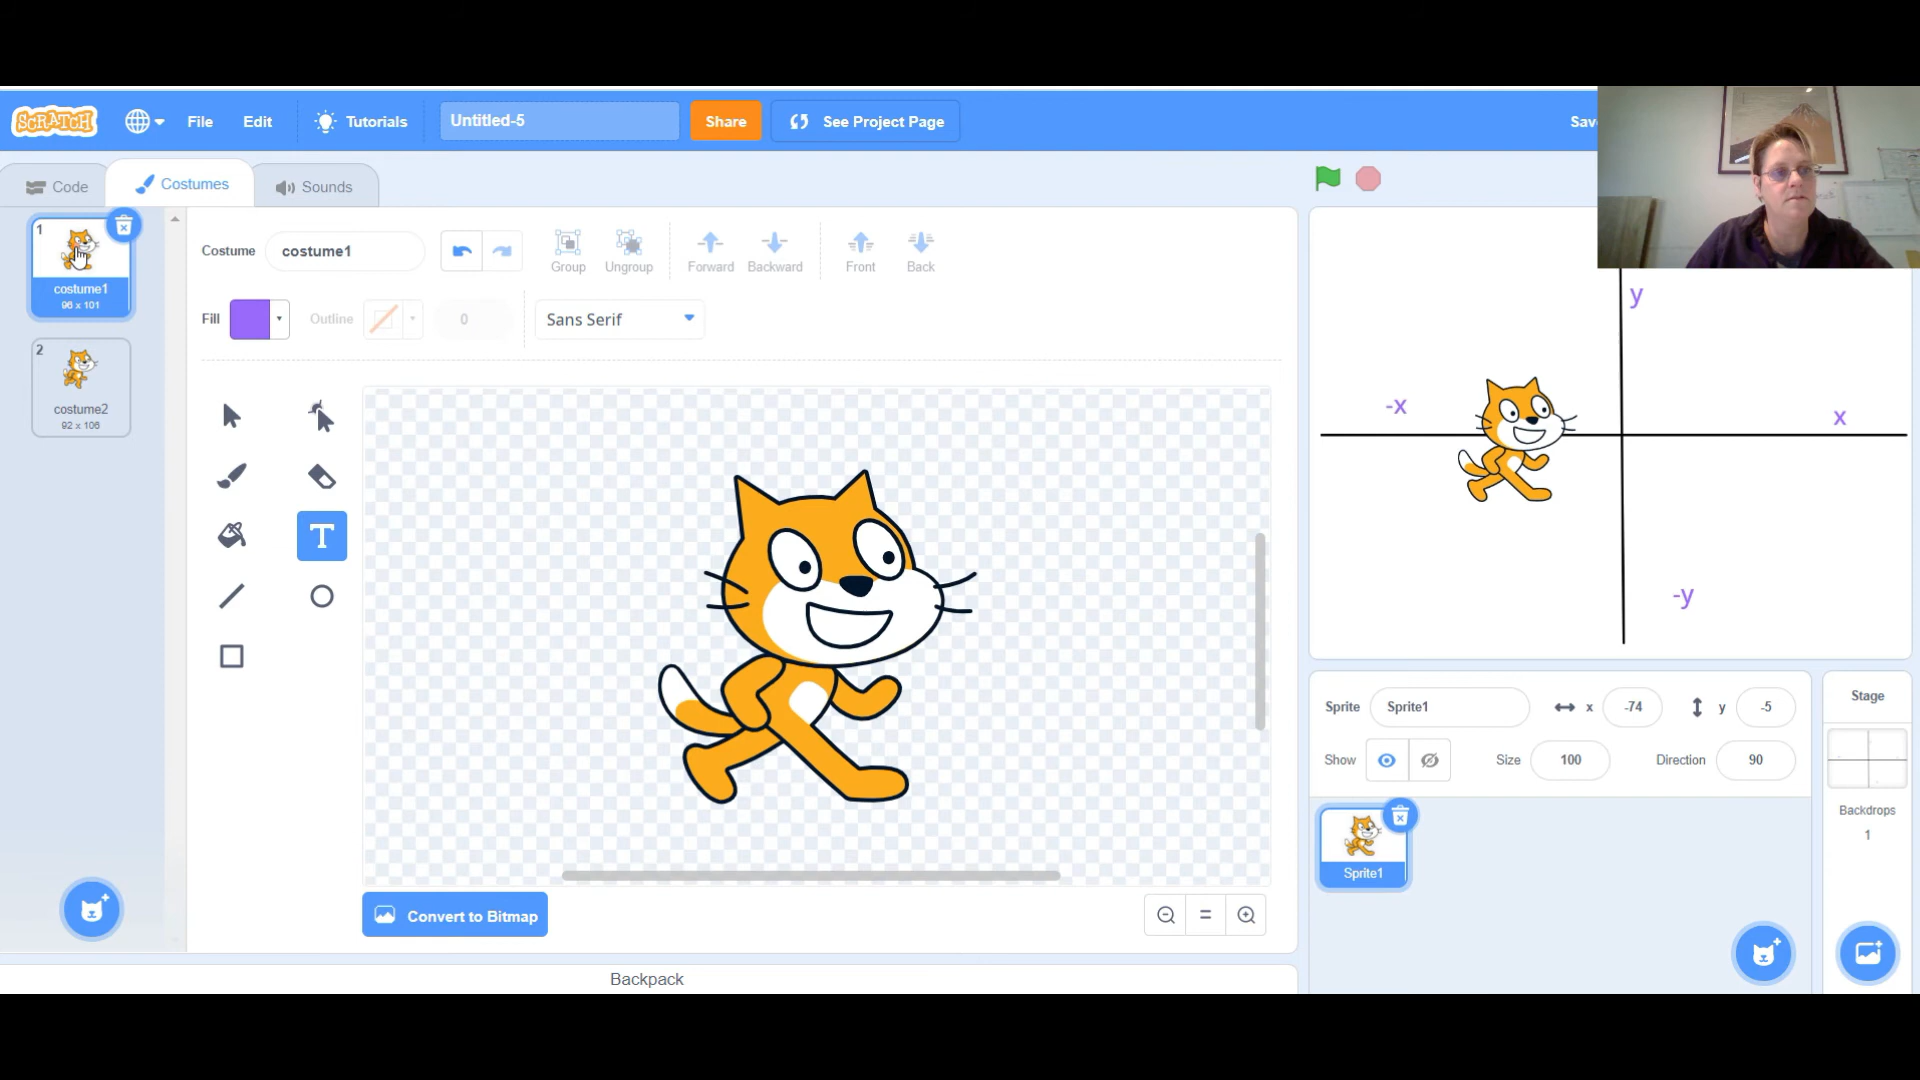 SCRATCH
File
Edit
Tutorials
Untitled-5
Share
See Project Page
Code
Costumes
Sounds
1
costume1
96 x 101
2
costume2
92 x 106
Costume
costume1
Group
Ungroup
Forward
Backward
Front
Back
Fill
Outline
0
Sans Serif
T
Convert to Bitmap
=
Backpack
y
-x
x
-y
Sprite
Sprite1
x
-74
y
-5
Show
Size
100
Direction
90
Sprite1
Stage
Backdrops
1